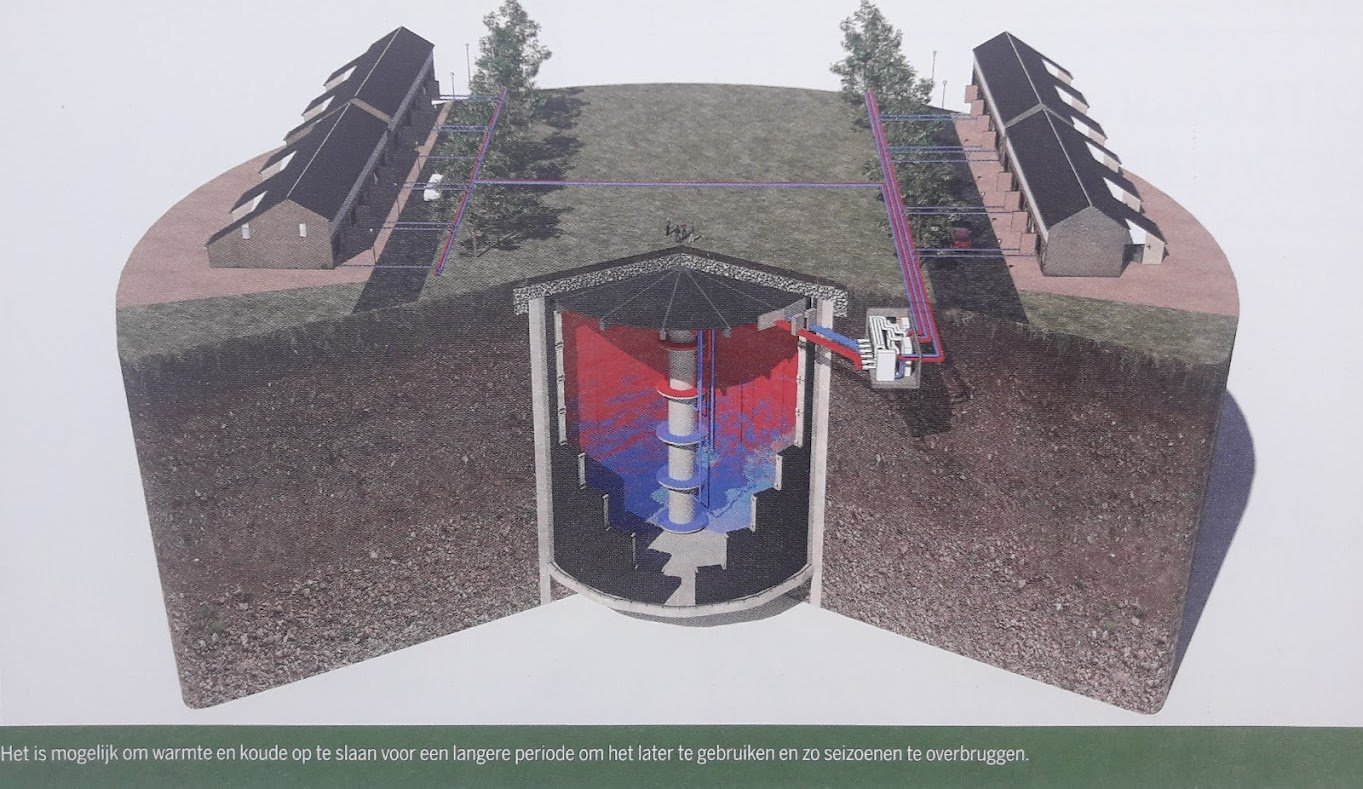 Het is mogelijk om warmte en koude op te slaan voor een langere periode om het later te gebruiken en zo seizoenen te overbruggen.